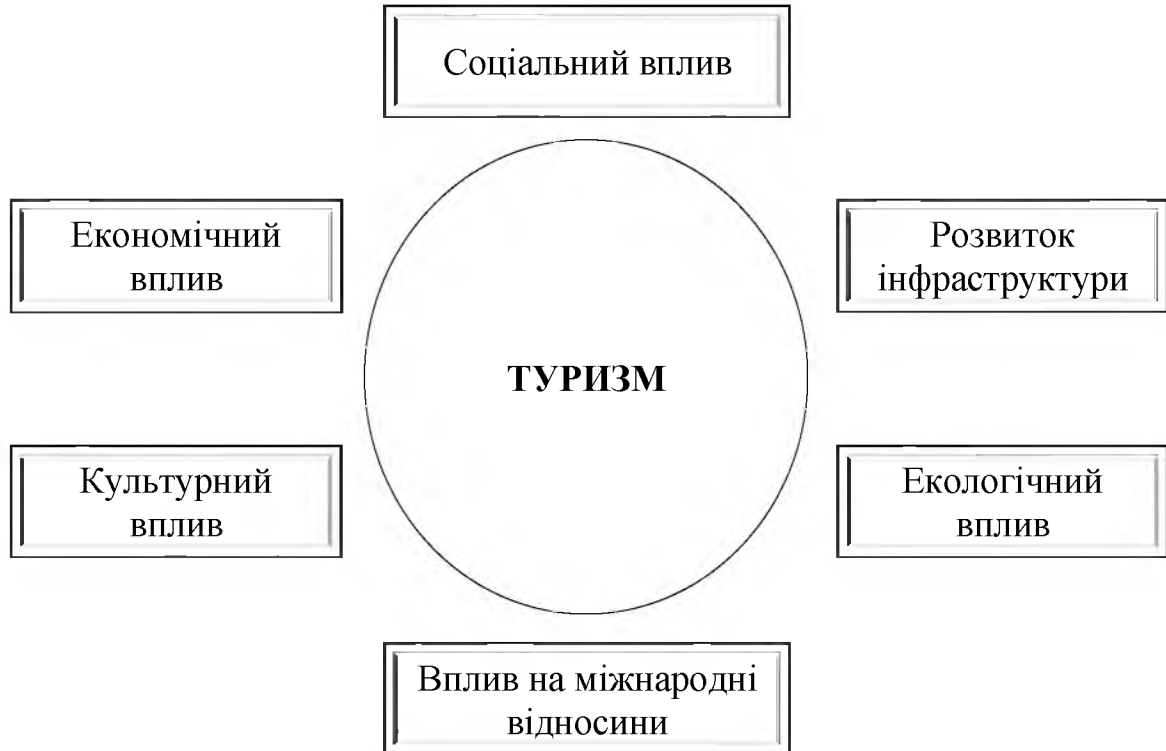 Соціальний вплив
Економічний
вплив
Розвиток
інфраструктури
ТУРИЗМ
Культурний
вплив
Екологічний
вплив
Вплив на міжнародні
відносини